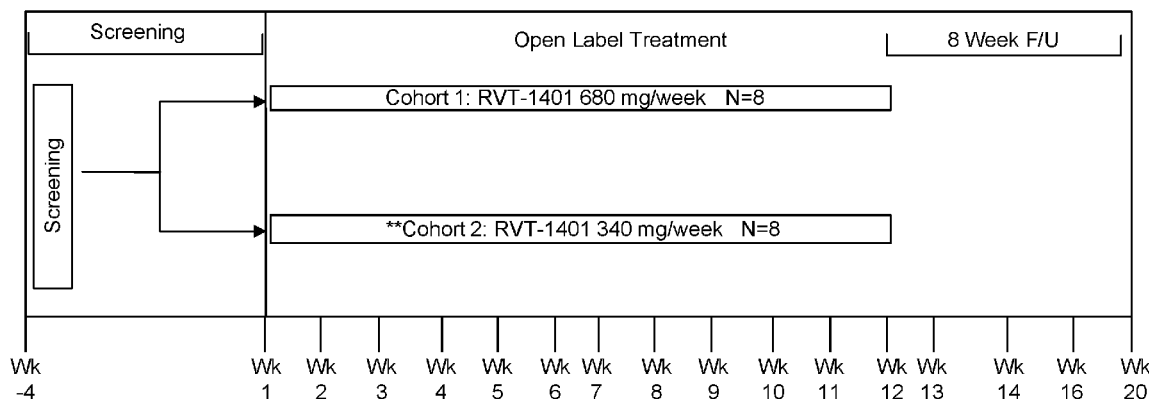 Screening
Open Label Treatment
8 Week F/U
Screening
Cohort 1: RVT-1401 680 mg/week N=8
**Cohort 2: RVT-1401 340 mg/week N=8
Wk Wk Wk Wk Wk Wk Wk Wk Wk Wk Wk Wk Wk Wk Wk Wk Wk
-4 1 2 3 4 5 6 7 8 9 10 11 12 13 14 16 20